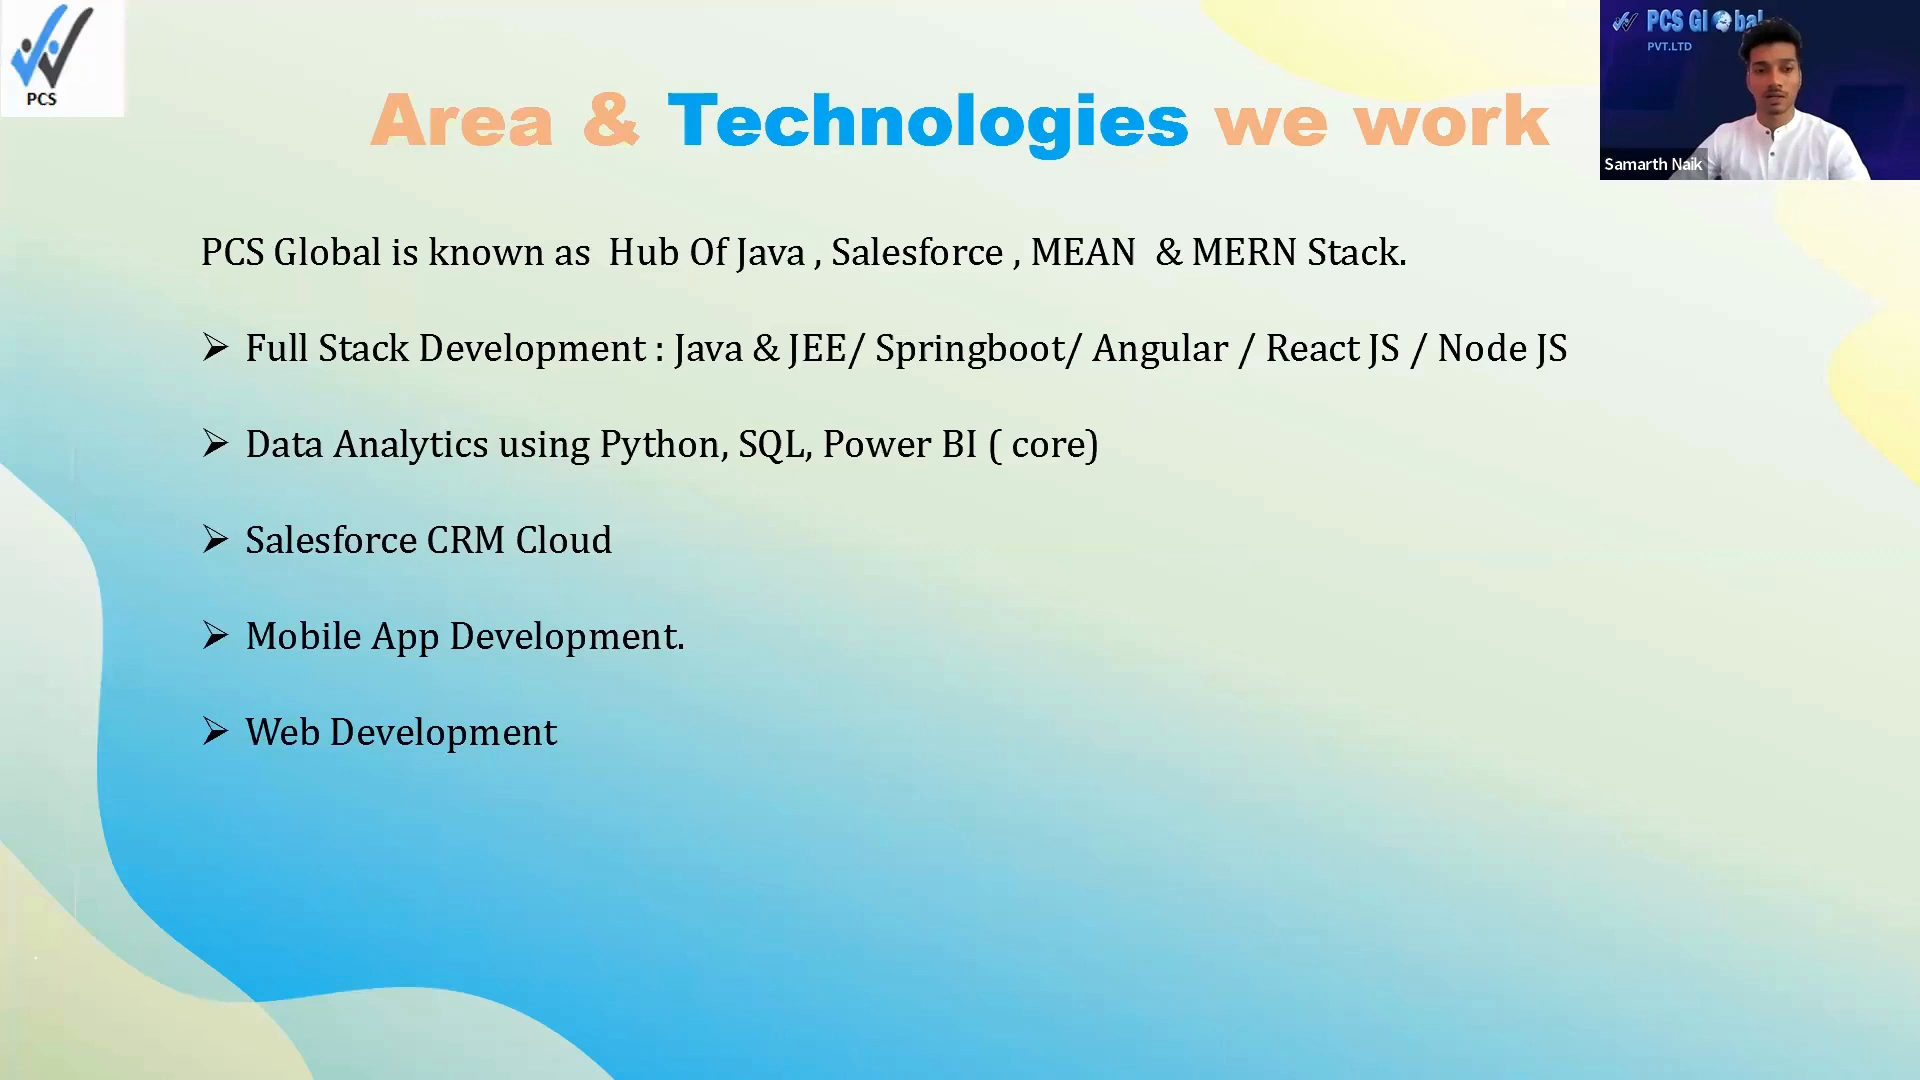 PCS
PCS Gl bal
PVT.LTD
Samarth Naik
Area & Technologies we work
PCS Global is known as Hub Of Java , Salesforce , MEAN & MERN Stack.
Full Stack Development : Java & JEE/ Springboot/ Angular / React JS / Node JS
Data Analytics using Python, SQL, Power BI ( core)
Salesforce CRM Cloud
Mobile App Development.
Web Development